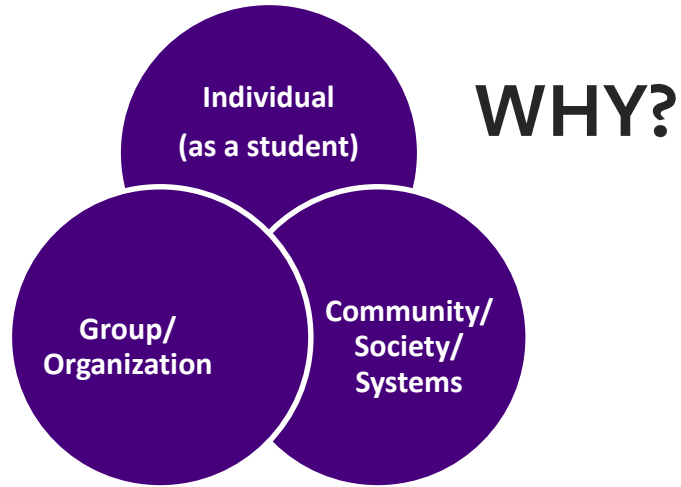 Individual
(as a student)
WHY?
Group/
Organization
Community/
Society/
Systems